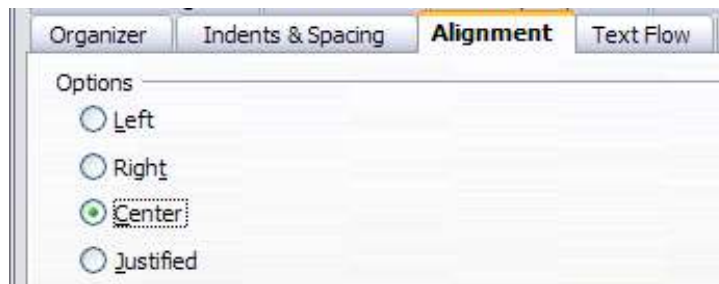 Organizer Indents & Spacing Alignment Text Flow
Options
Left
Right
Center
Justified